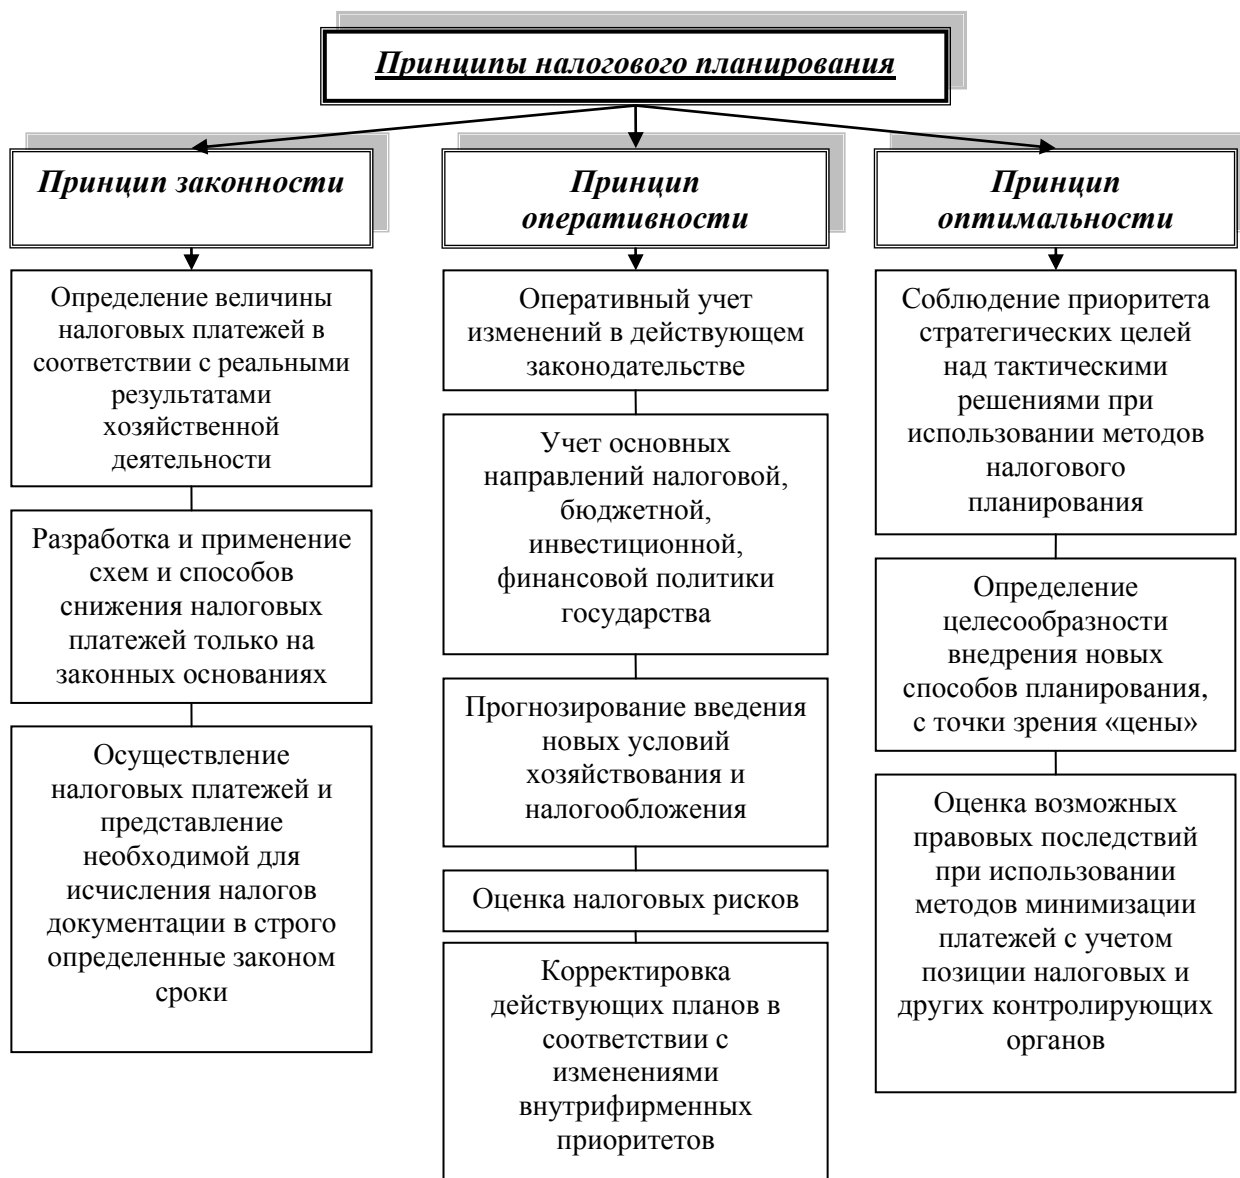 Принципы налогового планирования
Принцип законности
Определение величины
налоговых платежей в
соответствии с реальными
результатами
хозяйственной
деятельности
Разработка и применение
схем и способов
снижения налоговых
платежей только на
законных основаниях
Осуществление
налоговых платежей и
представление
необходимой для
исчисления налогов
документации в строго
определенные законом
сроки
Принцип
оперативности
Оперативный учет
изменений в действующем
законодательстве
Учет основных
направлений налоговой,
бюджетной,
инвестиционной,
финансовой политики
государства
Прогнозирование введения
новых условий
хозяйствования и
налогообложения
Оценка налоговых рисков
Корректировка
действующих планов в
соответствии с
изменениями
внутрифирменных
приоритетов
Принцип
оптимальности
Соблюдение приоритета
стратегических целей
над тактическими
решениями при
использовании методов
налогового
планирования
Определение
целесообразности
внедрения новых
способов планирования,
с точки зрения «цены»
Оценка возможных
правовых последствий
при использовании
методов минимизации
платежей с учетом
позиции налоговых и
других контролирующих
органов